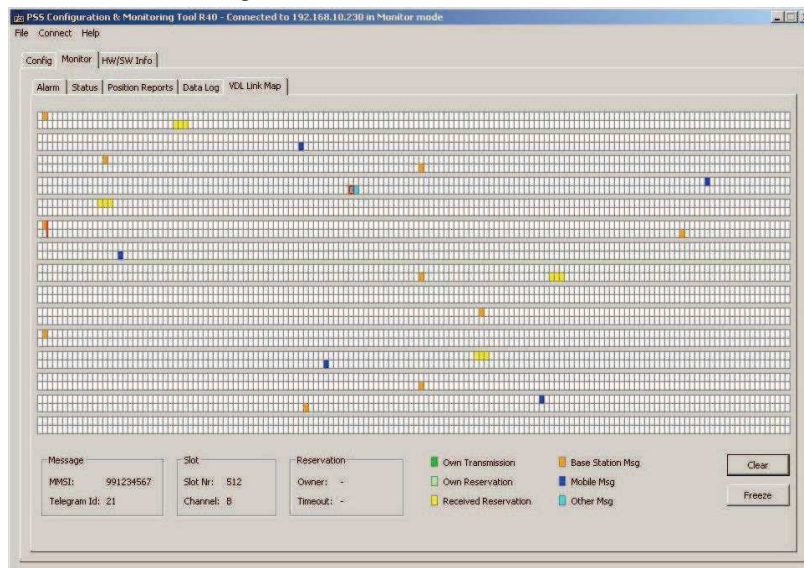 PSS Configuration & Monitoring Tool R40 - Connected to 192.168.10.230 in Monitor mode
File Connect Help
Config Monitor HW/SW Info
Alarm Status Position Reports Data Log VDL Link Map
Message Slot Reservation Own Transmission Base Station Msg Clear
MMSI: 991234567 Slot Nr: 512 Owner: - Own Reservation Mobile Msg
Telegram Id: 21 Channel: B Timeout: - Received Reservation Other Msg Freeze